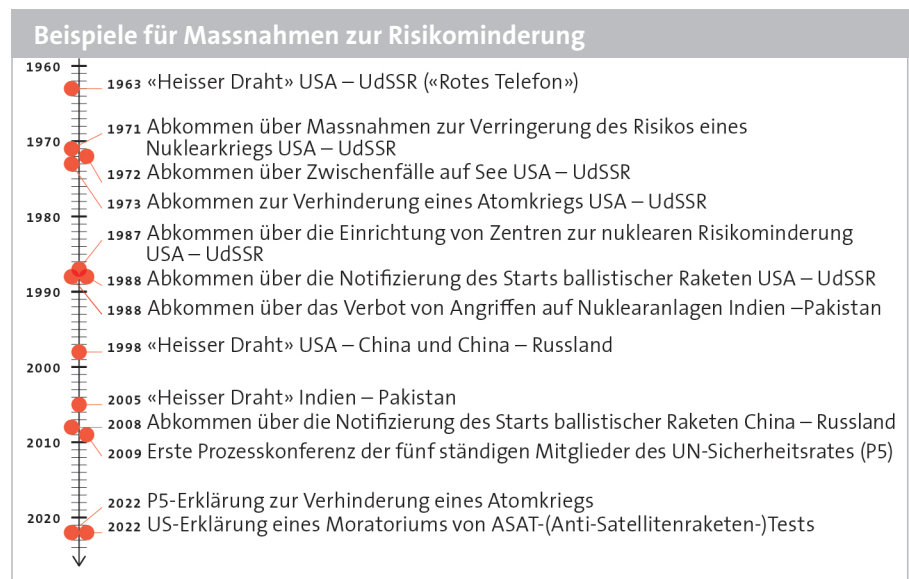 Beispiele für Massnahmen zur Risikominderung
1960
1963 «Heisser Draht» USA – UdSSR («Rotes Telefon»)
1971 Abkommen über Massnahmen zur Verringerung des Risikos eines
1970
Nuklearkriegs USA – UdSSR
1972 Abkommen über Zwischenfälle auf See USA – UdSSR
1973 Abkommen zur Verhinderung eines Atomkriegs USA – UdSSR
1980
1987 Abkommen über die Einrichtung von Zentren zur nuklearen Risikominderung
USA – UdSSR
1988 Abkommen über die Notifizierung des Starts ballistischer Raketen USA – UdSSR
1990
1988 Abkommen über das Verbot von Angriffen auf Nuklearanlagen Indien –Pakistan
1998 «Heisser Draht» USA – China und China – Russland
2000
2005 «Heisser Draht» Indien – Pakistan
2008 Abkommen über die Notifizierung des Starts ballistischer Raketen China – Russland
2010
2009 Erste Prozesskonferenz der fünf ständigen Mitglieder des UN-Sicherheitsrates (P5)
2022 P5-Erklärung zur Verhinderung eines Atomkriegs
2020
2022 US-Erklärung eines Moratoriums von ASAT-(Anti-Satellitenraketen-)Tests